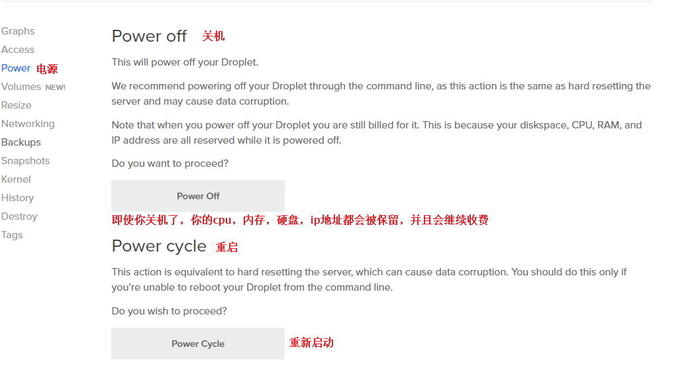 Graphs
Access
Power 电源
Volumes NEW!
Resize
Networking
Backups
Snapshots
Kernel
History
Destroy
Tags
Power off 关机
This will power off your Droplet.
We recommend powering off your Droplet through the command line, as this action is the same as hard resetting the
server and may cause data corruption.
Note that when you power off your Droplet you are still billed for it. This is because your diskspace, CPU, RAM, and
IP address are all reserved while it is powered off.
Do you want to proceed?
Power Off
即使你关机了，你的cpu，内存，硬盘，ip地址都会被保留，并且会继续收费
Power cycle 重启
This action is equivalent to hard resetting the server, which can cause data corruption. You should do this only if
you're unable to reboot your Droplet from the command line.
Do you wish to proceed?
Power Cycle 重新启动